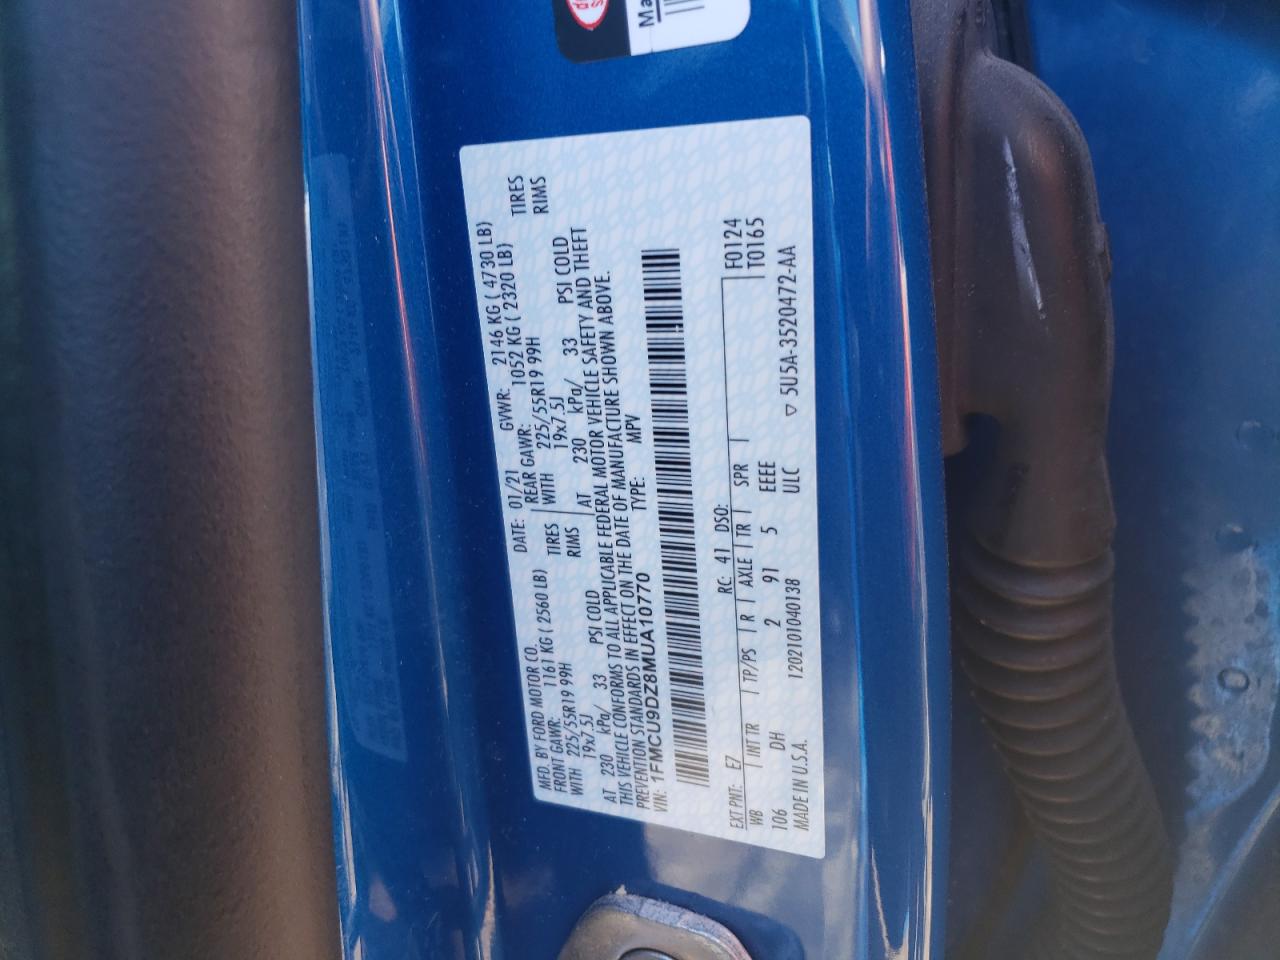 Ma
MFD. BY FORD MOTOR CO.
DATE: 01/21 GVWR: 2146 KG ( 4730 LB)
FRONT GAWR: 1161 KG ( 2560 LB) REAR GAWR: 1052 KG ( 2320 LB)
WITH 225/55R19 99H TIRES WITH 225/55R19 99H TIRES
19x7.5J RIMS 19x7.5J RIMS
AT 230 kPa/ 33 PSI COLD AT 230 kPa/ 33 PSI COLD
THIS VEHICLE CONFORMS TO ALL APPLICABLE FEDERAL MOTOR VEHICLE SAFETY AND THEFT
PREVENTION STANDARDS IN EFFECT ON THE DATE OF MANUFACTURE SHOWN ABOVE.
VIN: 1FMCU9DZ8MUA10770 TYPE: MPV
EXT PNT: E7 RC: 41 DSO: F0124
WB INT TR TP/PS R AXLE TR SPR T0165
106 DH 2 91 5 EEEE
MADE IN U.S.A. 1202101040138 ULC ▽ 5U5A-3520472-AA